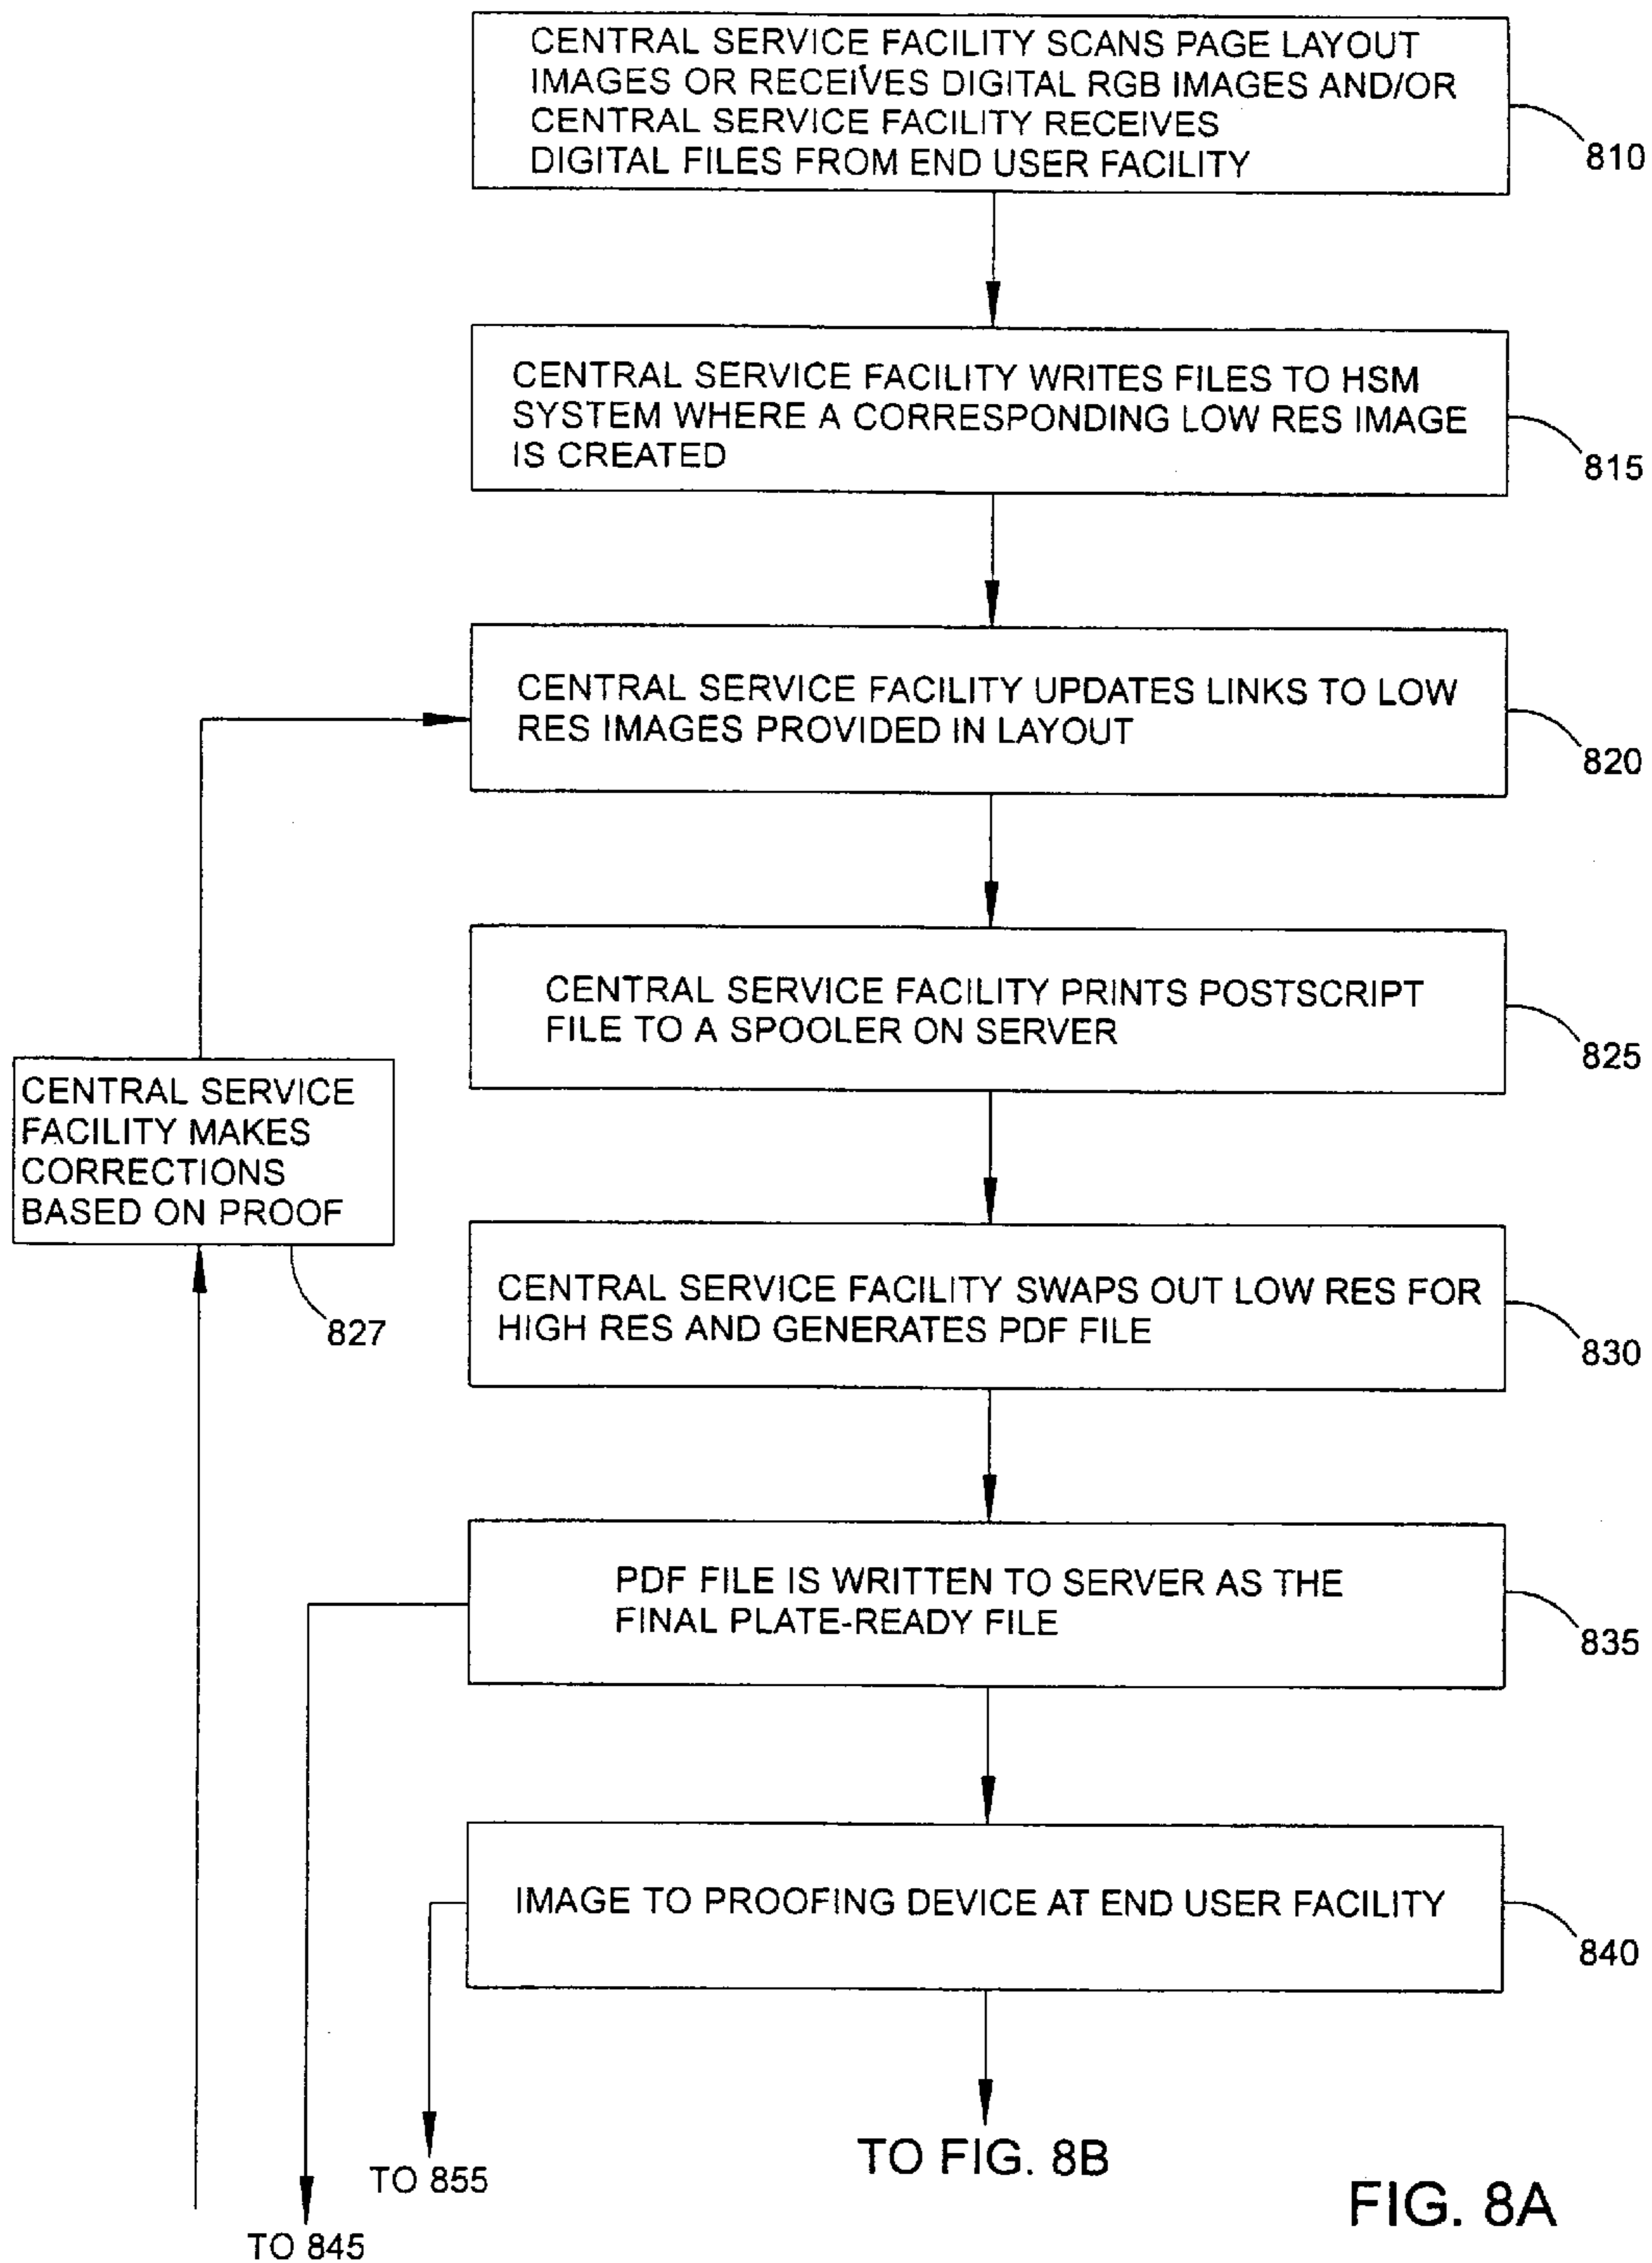 CENTRAL SERVICE FACILITY SCANS PAGE LAYOUT
IMAGES OR RECEIVES DIGITAL RGB IMAGES AND/OR
CENTRAL SERVICE FACILITY RECEIVES
DIGITAL FILES FROM END USER FACILITY
810
CENTRAL SERVICE FACILITY WRITES FILES TO HSM
SYSTEM WHERE A CORRESPONDING LOW RES IMAGE
IS CREATED
815
CENTRAL SERVICE FACILITY UPDATES LINKS TO LOW
RES IMAGES PROVIDED IN LAYOUT
820
CENTRAL SERVICE FACILITY PRINTS POSTSCRIPT
FILE TO A SPOOLER ON SERVER
825
CENTRAL SERVICE
FACILITY MAKES
CORRECTIONS
BASED ON PROOF
827
CENTRAL SERVICE FACILITY SWAPS OUT LOW RES FOR
HIGH RES AND GENERATES PDF FILE
830
PDF FILE IS WRITTEN TO SERVER AS THE
FINAL PLATE-READY FILE
835
IMAGE TO PROOFING DEVICE AT END USER FACILITY
840
TO FIG. 8B
TO 855
TO 845
FIG. 8A